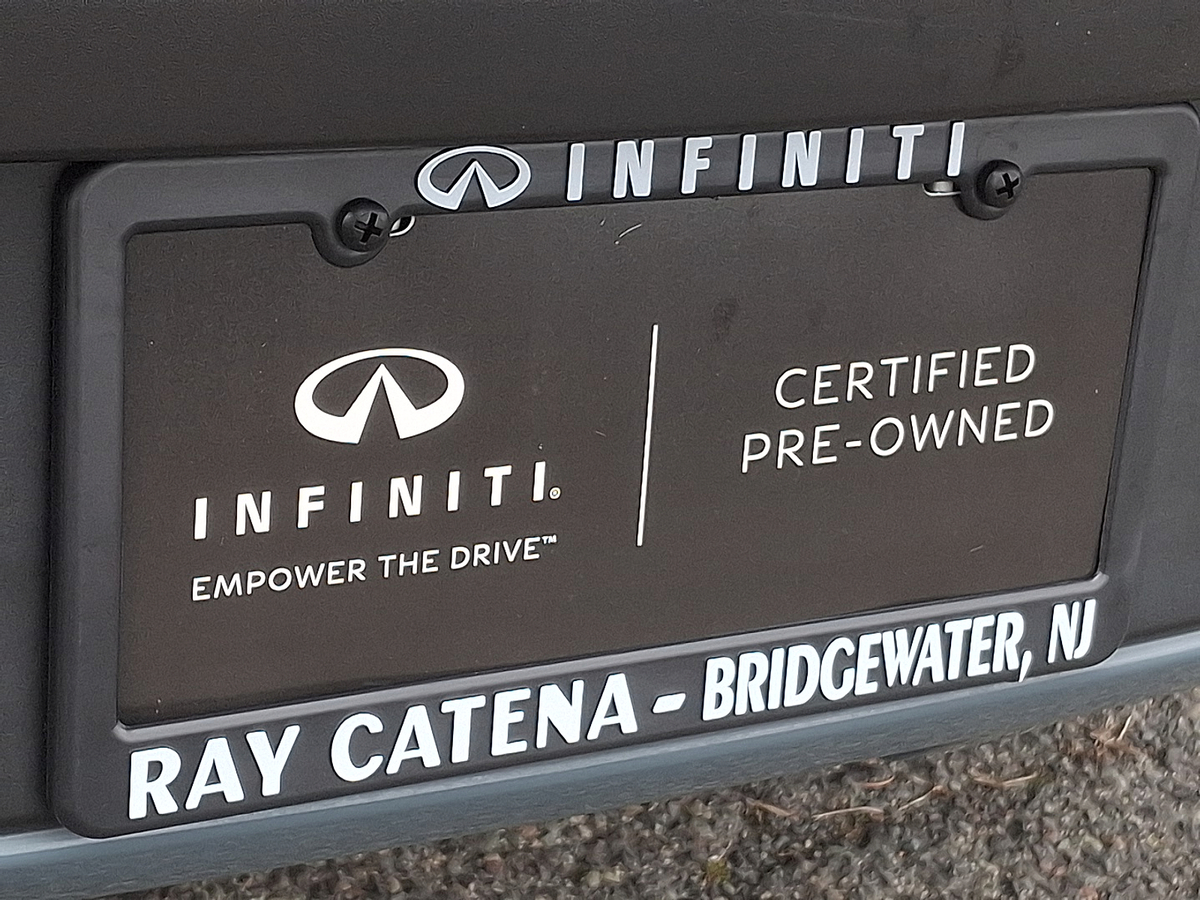 INFINITI
INFINITI®
EMPOWER THE DRIVE™
CERTIFIED
PRE-OWNED
RAY CATENA - BRIDGEWATER, NJ